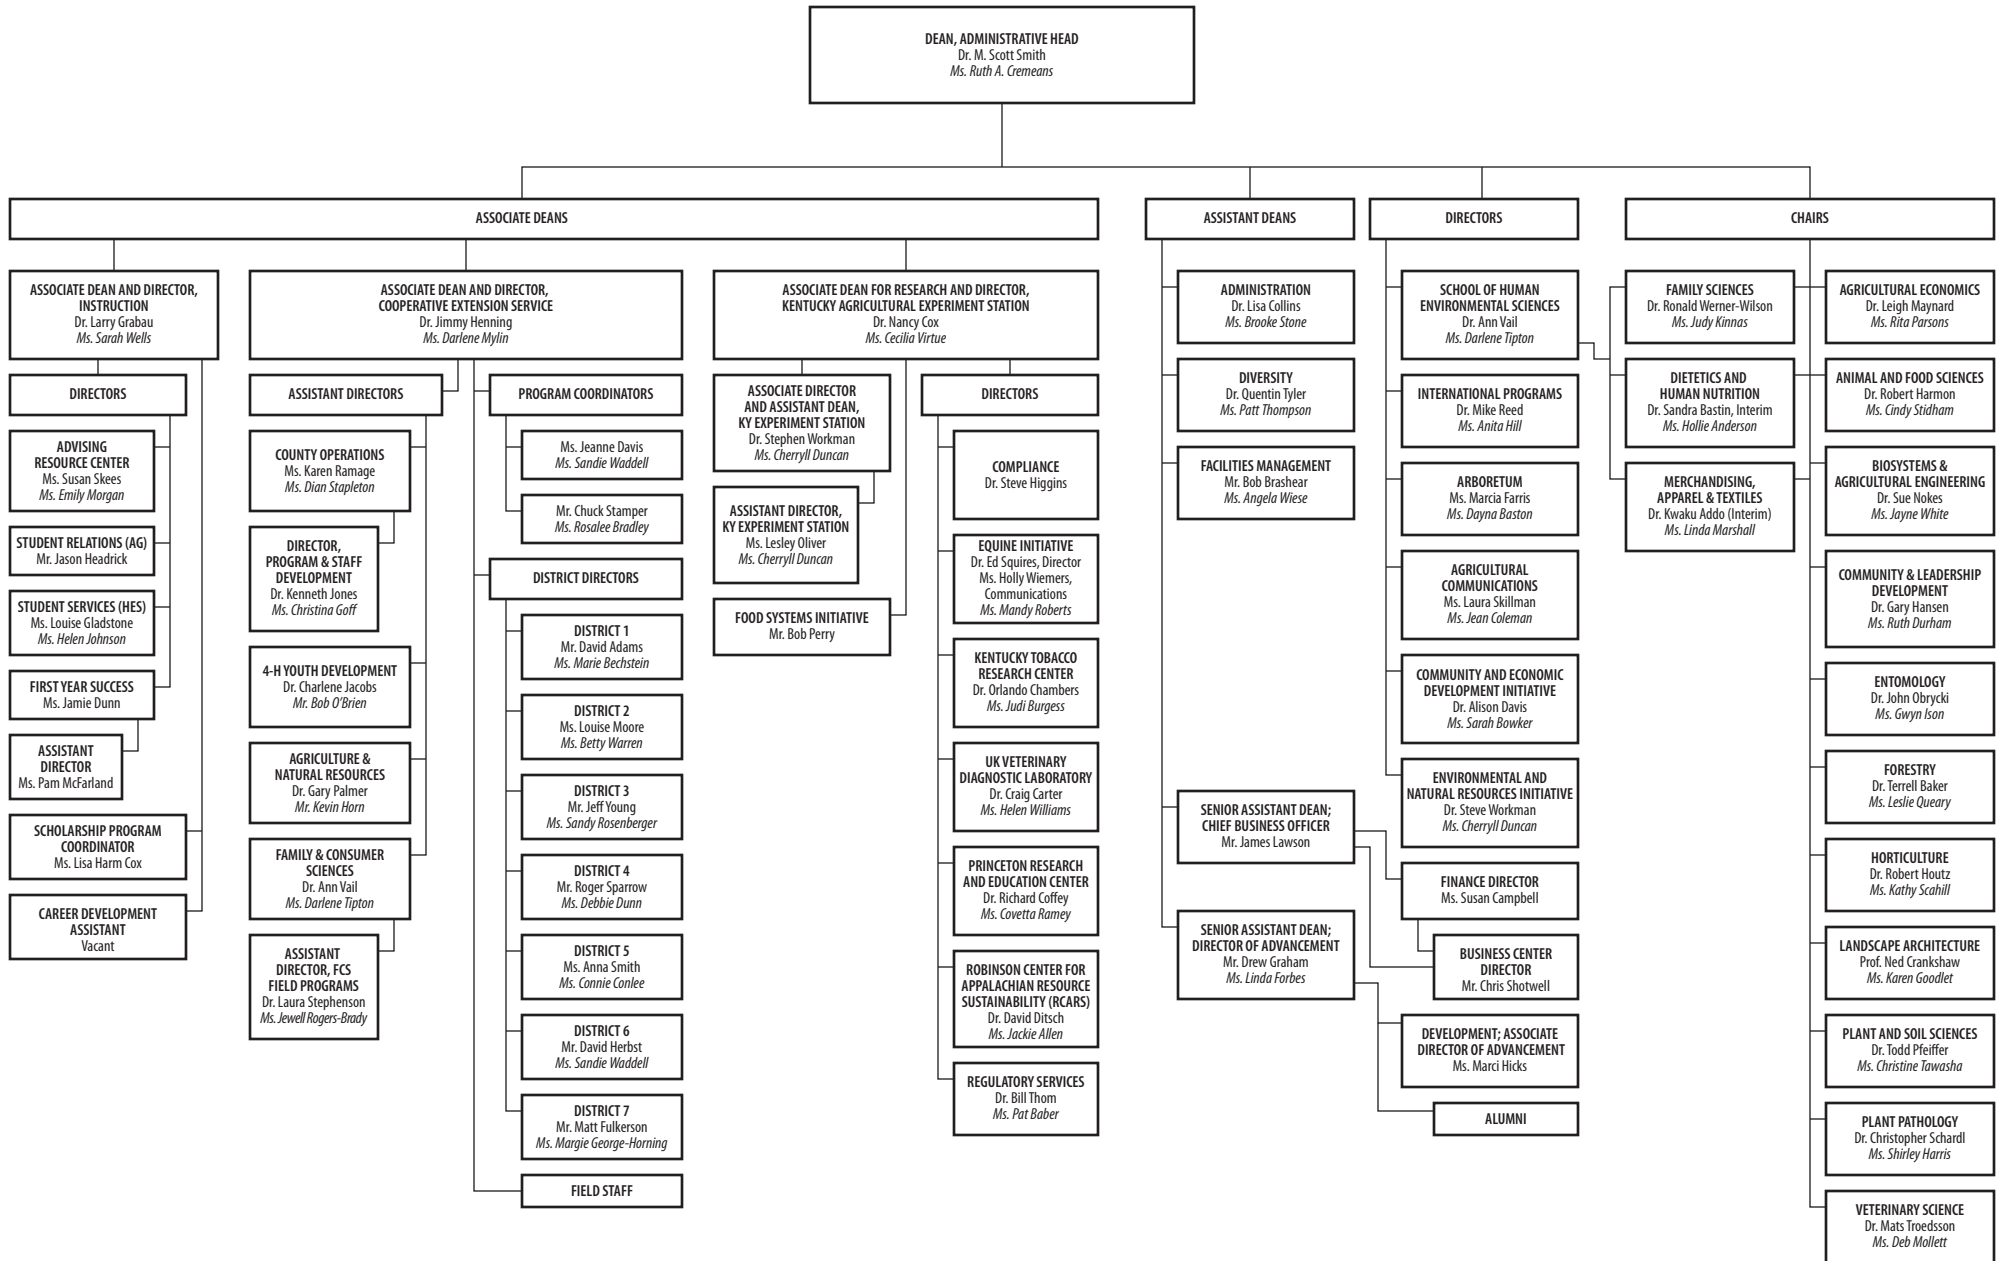 DEAN, ADMINISTRATIVE HEAD
Dr. M. Scott Smith
Ms. Ruth A. Cremeans
ASSOCIATE DEANS
ASSOCIATE DEAN AND DIRECTOR,
INSTRUCTION
Dr. Larry Grabau
Ms. Sarah Wells
DIRECTORS
ADVISING
RESOURCE CENTER
Ms. Susan Skees
Ms. Emily Morgan
STUDENT RELATIONS (AG)
Mr. Jason Headrick
STUDENT SERVICES (HES)
Ms. Louise Gladstone
Ms. Helen Johnson
FIRST YEAR SUCCESS
Ms. Jamie Dunn
ASSISTANT
DIRECTOR
Ms. Pam McFarland
SCHOLARSHIP PROGRAM
COORDINATOR
Ms. Lisa Harm Cox
CAREER DEVELOPMENT
ASSISTANT
Vacant
ASSOCIATE DEAN AND DIRECTOR,
COOPERATIVE EXTENSION SERVICE
Dr. Jimmy Henning
Ms. Darlene Mylin
ASSISTANT DIRECTORS
COUNTY OPERATIONS
Ms. Karen Ramage
Ms. Dian Stapleton
DIRECTOR,
PROGRAM & STAFF
DEVELOPMENT
Dr. Kenneth Jones
Ms. Christina Goff
4-H YOUTH DEVELOPMENT
Dr. Charlene Jacobs
Mr. Bob O'Brien
AGRICULTURE &
NATURAL RESOURCES
Dr. Gary Palmer
Mr. Kevin Horn
FAMILY & CONSUMER
SCIENCES
Dr. Ann Vail
Ms. Darlene Tipton
ASSISTANT
DIRECTOR, FCS
FIELD PROGRAMS
Dr. Laura Stephenson
Ms. Jewell Rogers-Brady
PROGRAM COORDINATORS
Ms. Jeanne Davis
Ms. Sandie Waddell
Mr. Chuck Stamper
Ms. Rosalee Bradley
DISTRICT DIRECTORS
DISTRICT 1
Mr. David Adams
Ms. Marie Bechstein
DISTRICT 2
Ms. Louise Moore
Ms. Betty Warren
DISTRICT 3
Mr. Jeff Young
Ms. Sandy Rosenberger
DISTRICT 4
Mr. Roger Sparrow
Ms. Debbie Dunn
DISTRICT 5
Ms. Anna Smith
Ms. Connie Conlee
DISTRICT 6
Mr. David Herbst
Ms. Sandie Waddell
DISTRICT 7
Mr. Matt Fulkerson
Ms. Margie George-Horning
FIELD STAFF
ASSOCIATE DEAN FOR RESEARCH AND DIRECTOR,
KENTUCKY AGRICULTURAL EXPERIMENT STATION
Dr. Nancy Cox
Ms. Cecilia Virtue
ASSOCIATE DIRECTOR
AND ASSISTANT DEAN,
KY EXPERIMENT STATION
Dr. Stephen Workman
Ms. Cherryll Duncan
ASSISTANT DIRECTOR,
KY EXPERIMENT STATION
Ms. Lesley Oliver
Ms. Cherryll Duncan
FOOD SYSTEMS INITIATIVE
Mr. Bob Perry
DIRECTORS
COMPLIANCE
Dr. Steve Higgins
EQUINE INITIATIVE
Dr. Ed Squires, Director
Ms. Holly Wiemers,
Communications
Ms. Mandy Roberts
KENTUCKY TOBACCO
RESEARCH CENTER
Dr. Orlando Chambers
Ms. Judi Burgess
UK VETERINARY
DIAGNOSTIC LABORATORY
Dr. Craig Carter
Ms. Helen Williams
PRINCETON RESEARCH
AND EDUCATION CENTER
Dr. Richard Coffey
Ms. Covetta Ramey
ROBINSON CENTER FOR
APPALACHIAN RESOURCE
SUSTAINABILITY (RCARS)
Dr. David Ditsch
Ms. Jackie Allen
REGULATORY SERVICES
Dr. Bill Thom
Ms. Pat Baber
ASSISTANT DEANS
ADMINISTRATION
Dr. Lisa Collins
Ms. Brooke Stone
DIVERSITY
Dr. Quentin Tyler
Ms. Patt Thompson
FACILITIES MANAGEMENT
Mr. Bob Brashear
Ms. Angela Wiese
SENIOR ASSISTANT DEAN;
CHIEF BUSINESS OFFICER
Mr. James Lawson
SENIOR ASSISTANT DEAN;
DIRECTOR OF ADVANCEMENT
Mr. Drew Graham
Ms. Linda Forbes
DIRECTORS
SCHOOL OF HUMAN
ENVIRONMENTAL SCIENCES
Dr. Ann Vail
Ms. Darlene Tipton
INTERNATIONAL PROGRAMS
Dr. Mike Reed
Ms. Anita Hill
ARBORETUM
Ms. Marcia Farris
Ms. Dayna Baston
AGRICULTURAL
COMMUNICATIONS
Ms. Laura Skillman
Ms. Jean Coleman
COMMUNITY AND ECONOMIC
DEVELOPMENT INITIATIVE
Dr. Alison Davis
Ms. Sarah Bowker
ENVIRONMENTAL AND
NATURAL RESOURCES INITIATIVE
Dr. Steve Workman
Ms. Cherryll Duncan
FINANCE DIRECTOR
Ms. Susan Campbell
BUSINESS CENTER
DIRECTOR
Mr. Chris Shotwell
DEVELOPMENT; ASSOCIATE
DIRECTOR OF ADVANCEMENT
Ms. Marci Hicks
ALUMNI
CHAIRS
FAMILY SCIENCES
Dr. Ronald Werner-Wilson
Ms. Judy Kinnas
DIETETICS AND
HUMAN NUTRITION
Dr. Sandra Bastin, Interim
Ms. Hollie Anderson
MERCHANDISING,
APPAREL & TEXTILES
Dr. Kwaku Addo (Interim)
Ms. Linda Marshall
AGRICULTURAL ECONOMICS
Dr. Leigh Maynard
Ms. Rita Parsons
ANIMAL AND FOOD SCIENCES
Dr. Robert Harmon
Ms. Cindy Stidham
BIOSYSTEMS &
AGRICULTURAL ENGINEERING
Dr. Sue Nokes
Ms. Jayne White
COMMUNITY & LEADERSHIP
DEVELOPMENT
Dr. Gary Hansen
Ms. Ruth Durham
ENTOMOLOGY
Dr. John Obrycki
Ms. Gwyn Ison
FORESTRY
Dr. Terrell Baker
Ms. Leslie Queary
HORTICULTURE
Dr. Robert Houtz
Ms. Kathy Scahill
LANDSCAPE ARCHITECTURE
Prof. Ned Crankshaw
Ms. Karen Goodlet
PLANT AND SOIL SCIENCES
Dr. Todd Pfeiffer
Ms. Christine Tawasha
PLANT PATHOLOGY
Dr. Christopher Schardl
Ms. Shirley Harris
VETERINARY SCIENCE
Dr. Mats Troedsson
Ms. Deb Mollett